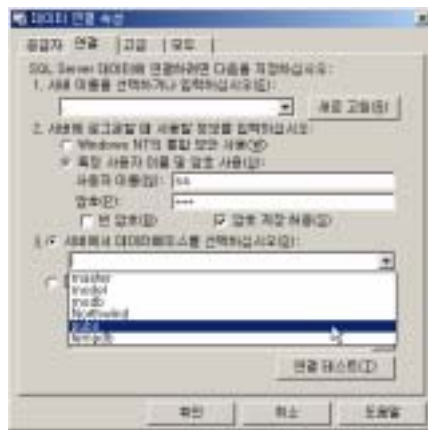 데이터 연결 속성
공급자 연결 고급 모두
SQL Server 데이터에 연결하려면 다음을 지정하십시오:
1. 서버 이름을 선택하거나 입력하십시오(E):
새로 고침(R)
2. 서버에 로그온할 때 사용할 정보를 입력하십시오:
Windows NT의 통합 보안 사용(W)
특정 사용자 이름 및 암호 사용(U):
사용자 이름(N): sa
암호(P): ***
빈 암호(B) 암호 저장 허용(S)
3. 서버에서 데이터베이스를 선택하십시오(D):
master
model
msdb
Northwind
pubs
tempdb
연결 테스트(T)
확인 취소 도움말